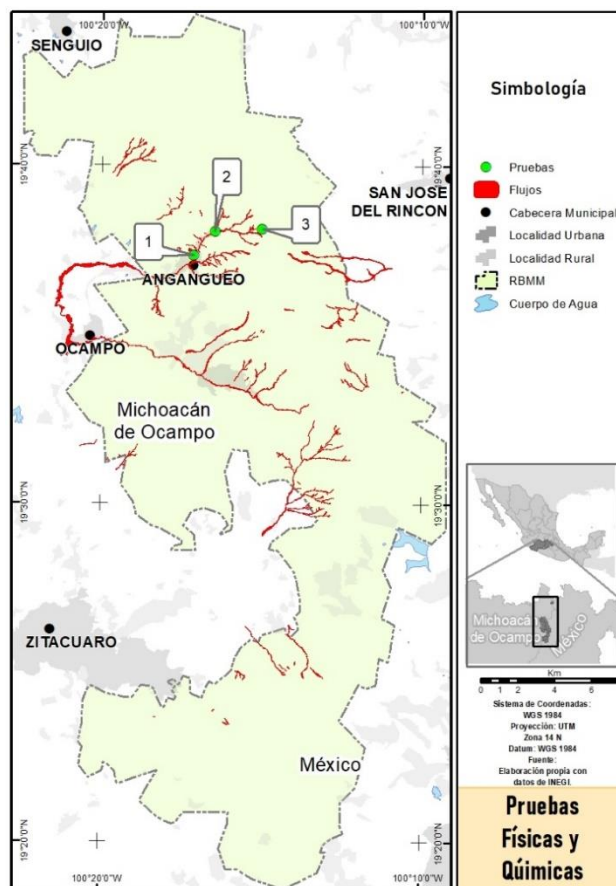 100°20'0"W
100°10'0"W
SENGUIO
19°40'0"N
19°40'0"N
SAN JOSE
DEL RINCON
2
3
1
ANGANGUEO
OCAMPO
Michoacán
de Ocampo
19°30'0"N
19°30'0"N
ZITACUARO
México
19°20'0"N
19°20'0"N
100°20'0"W
100°10'0"W
Simbología
Pruebas
Flujos
Cabecera Municipal
Localidad Urbana
Localidad Rural
RBMM
Cuerpo de Agua
Michoacán
de Ocampo
México
Km
0 1 2 4 6
Sistema de Coordenadas:
WGS 1984
Proyección: UTM
Zona 14 N
Datum: WGS 1984
Fuente:
Elaboración propia con
datos de INEGI.
Pruebas
Físicas y
Qúimicas